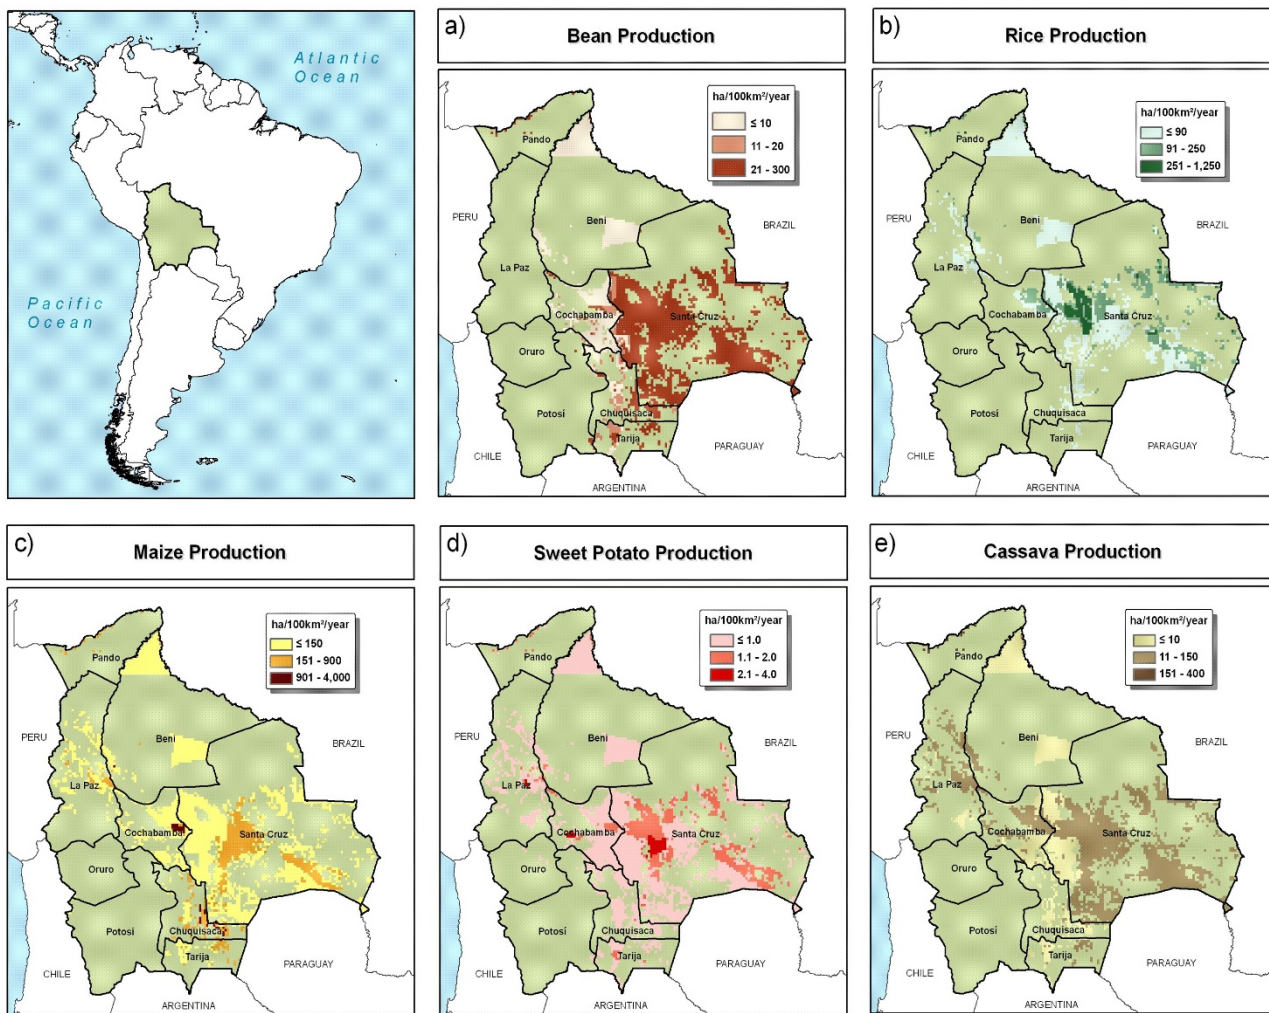 Atlantic
Ocean
Pacific
Ocean
a)
Bean Production
ha/100km²/year
≤ 10
11 - 20
21 - 300
Pando
PERU
Beni
BRAZIL
La Paz
Cochabamba
Santa Cruz
Oruro
Potosí
Chuquisaca
Tarija
PARAGUAY
CHILE
ARGENTINA
b)
Rice Production
ha/100km²/year
≤ 90
91 - 250
251 - 1,250
Pando
PERU
Beni
BRAZIL
La Paz
Cochabamba
Santa Cruz
Oruro
Potosí
Chuquisaca
Tarija
PARAGUAY
CHILE
ARGENTINA
c)
Maize Production
ha/100km²/year
≤ 150
151 - 900
901 - 4,000
Pando
PERU
Beni
BRAZIL
La Paz
Cochabamba
Santa Cruz
Oruro
Potosí
Chuquisaca
Tarija
PARAGUAY
CHILE
ARGENTINA
d)
Sweet Potato Production
ha/100km²/year
≤ 1.0
1.1 - 2.0
2.1 - 4.0
Pando
PERU
Beni
BRAZIL
La Paz
Cochabamba
Santa Cruz
Oruro
Potosí
Chuquisaca
Tarija
PARAGUAY
CHILE
ARGENTINA
e)
Cassava Production
ha/100km²/year
≤ 10
11 - 150
151 - 400
Pando
PERU
Beni
BRAZIL
La Paz
Cochabamba
Santa Cruz
Oruro
Potosí
Chuquisaca
Tarija
PARAGUAY
CHILE
ARGENTINA